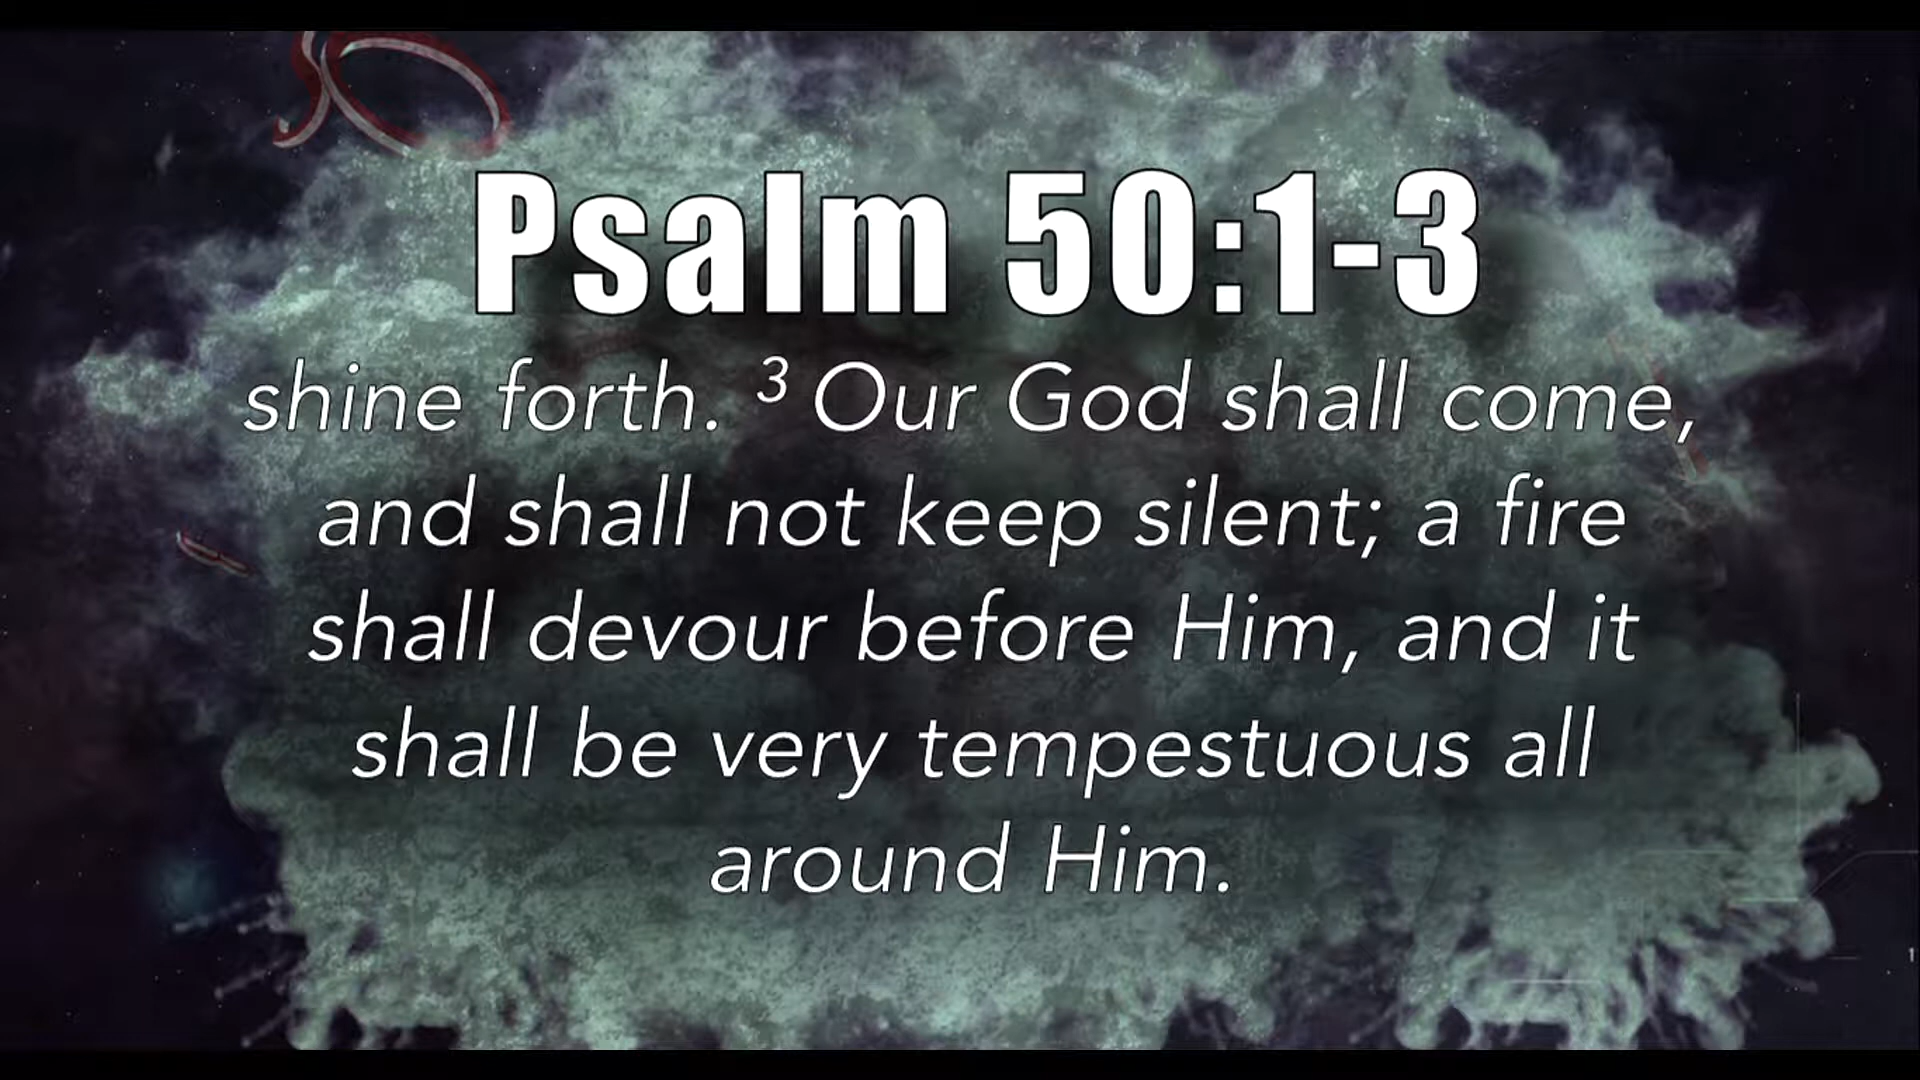 Psalm 50:1-3
shine forth. ³ Our God shall come,
and shall not keep silent; a fire
shall devour before Him, and it
shall be very tempestuous all
around Him.
1